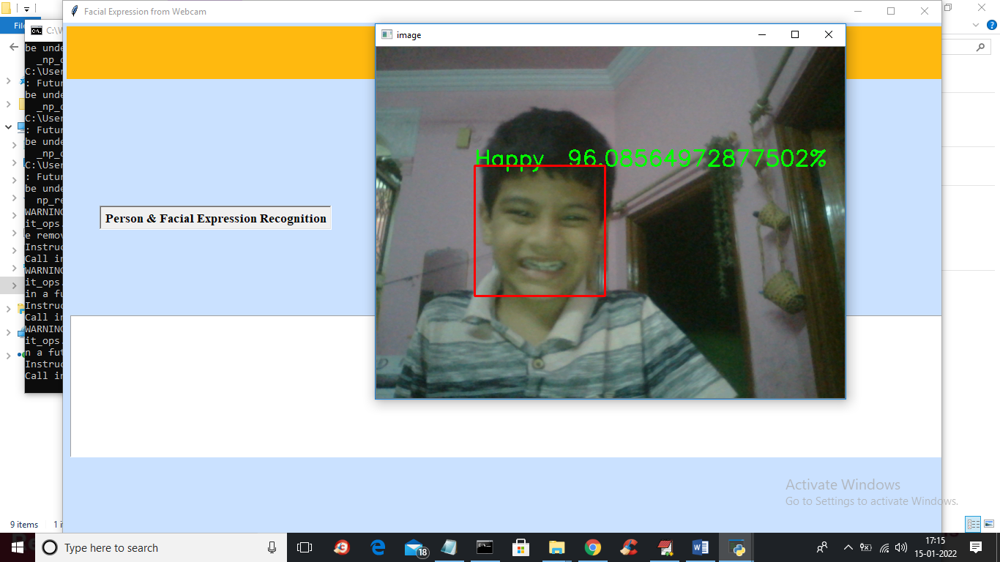 Facial Expression from Webcam
File
C:\W
image
be unde
_np_q
C:\User
: Futur
be unde
_np_q
C:\User
: Futur
be unde
_np_q
C:\User
: Futur
be unde
np_re
WARNING
it_ops.
e remov
Instruc
Call in
WARNING
it_ops.
in a fu
Instruc
Call in
WARNING
it_ops.
n a fut
Instruc
Call in
Happy 96.08564972877502%
Person & Facial Expression Recognition
Activate Windows
Go to Settings to activate Windows.
9 items
Type here to search
18
17:15
15-01-2022